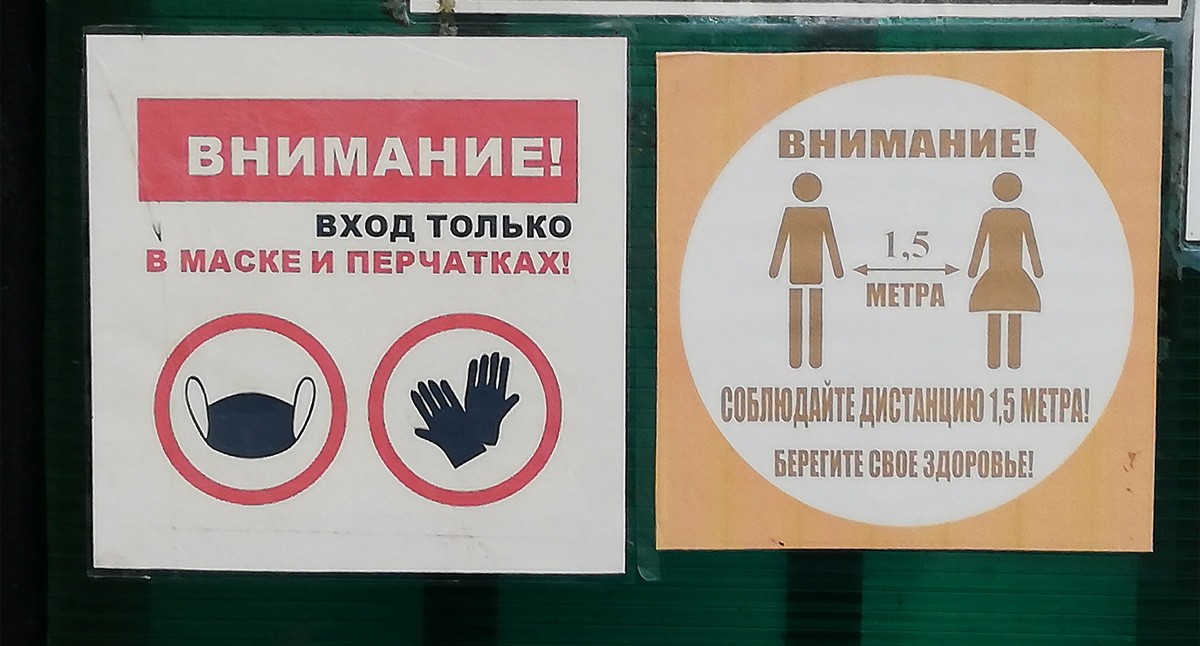 ВНИМАНИЕ!
ВХОД ТОЛЬКО
В МАСКЕ И ПЕРЧАТКАХ!
ВНИМАНИЕ!
1,5
МЕТРА
СОБЛЮДАЙТЕ ДИСТАНЦИЮ 1,5 МЕТРА!
БЕРЕГИТЕ СВОЕ ЗДОРОВЬЕ!